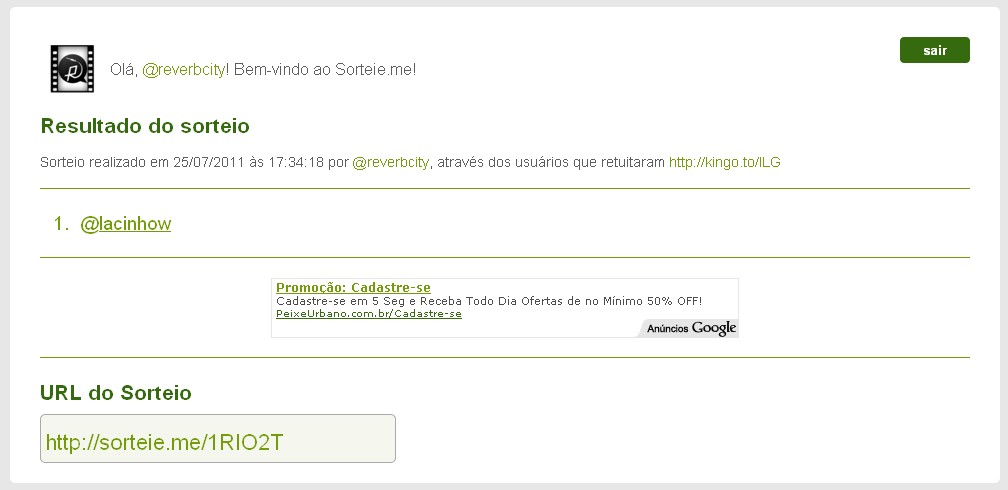 sair
Olá, @reverbcity! Bem-vindo ao Sorteie.me!
Resultado do sorteio
Sorteio realizado em 25/07/2011 às 17:34:18 por @reverbcity, através dos usuários que retuitaram http://kingo.to/ILG
1. @lacinhow
Promoção: Cadastre-se
Cadastre-se em 5 Seg e Receba Todo Dia Ofertas de no Mínimo 50% OFF!
PeixeUrbano.com.br/Cadastre-se
Anúncios Google
URL do Sorteio
http://sorteie.me/1RIO2T